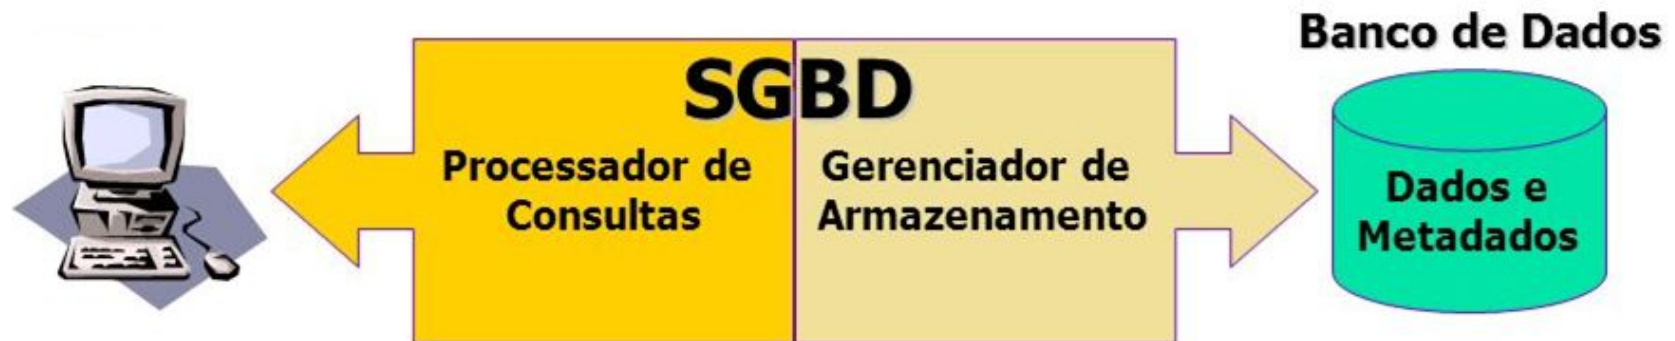 SGBD
Processador de
Consultas
Gerenciador de
Armazenamento
Banco de Dados
Dados e
Metadados